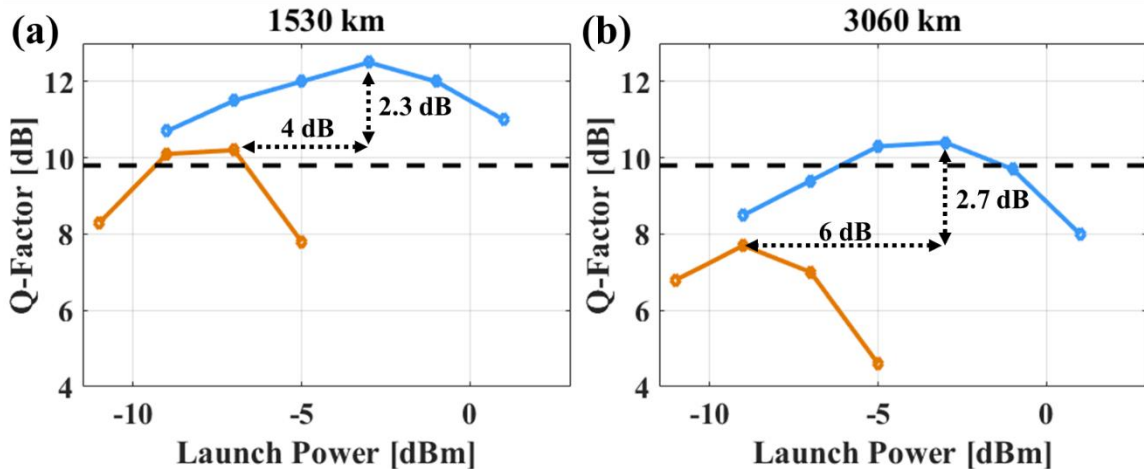 (a)
1530 km
Q-Factor [dB]
12
10
8
6
4
2.3 dB
4 dB
-10
-5
0
Launch Power [dBm]
(b)
3060 km
Q-Factor [dB]
12
10
8
6
4
2.7 dB
6 dB
-10
-5
0
Launch Power [dBm]